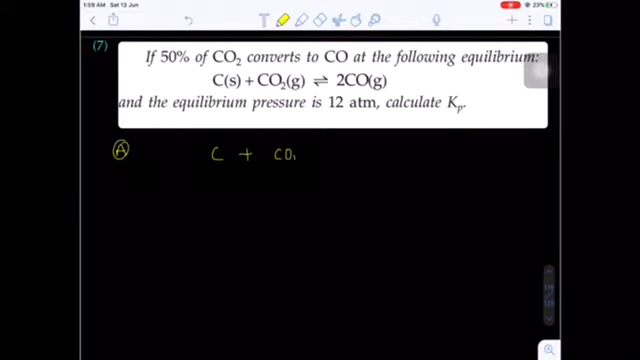 1:59 AM Sat 13 Jun
23%
(7)
If 50% of CO₂ converts to CO at the following equilibrium:
C(s) + CO₂(g) ⇌ 2CO(g)
and the equilibrium pressure is 12 atm, calculate Kₚ.
A C + CO₂